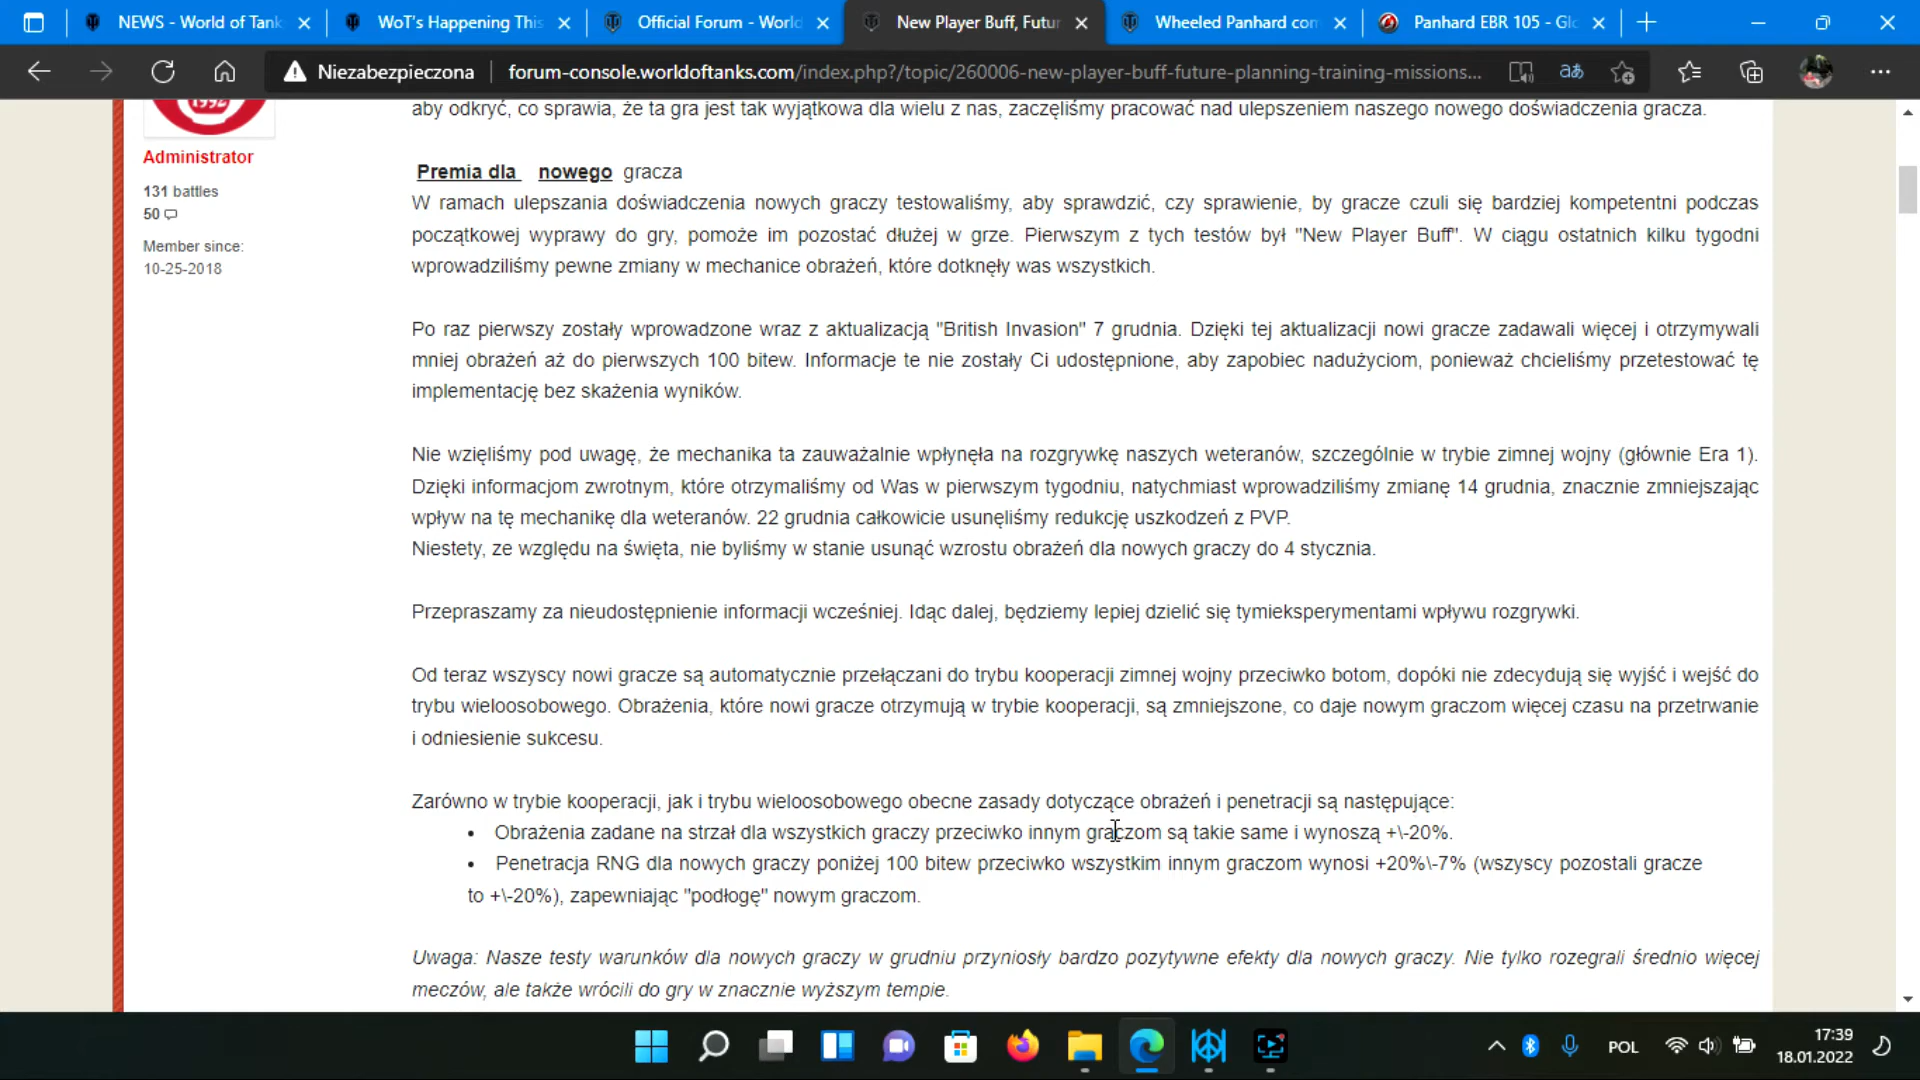 NEWS - World of Tank
WoT's Happening This
Official Forum - World
New Player Buff, Futur
Wheeled Panhard con
Panhard EBR 105 - Glo
Niezabezpieczona
forum-console.worldoftanks.com/index.php?/topic/260006-new-player-buff-future-planning-training-missions...
aあ
1992
aby odkryć, co sprawia, że ta gra jest tak wyjątkowa dla wielu z nas, zaczęliśmy pracować nad ulepszeniem naszego nowego doświadczenia gracza.
Administrator
131 battles
50
Member since:
10-25-2018
Premia dla nowego gracza
W ramach ulepszania doświadczenia nowych graczy testowaliśmy, aby sprawdzić, czy sprawienie, by gracze czuli się bardziej kompetentni podczas
początkowej wyprawy do gry, pomoże im pozostać dłużej w grze. Pierwszym z tych testów był "New Player Buff". W ciągu ostatnich kilku tygodni
wprowadziliśmy pewne zmiany w mechanice obrażeń, które dotknęły was wszystkich.
Po raz pierwszy zostały wprowadzone wraz z aktualizacją "British Invasion" 7 grudnia. Dzięki tej aktualizacji nowi gracze zadawali więcej i otrzymywali
mniej obrażeń aż do pierwszych 100 bitew. Informacje te nie zostały Ci udostępnione, aby zapobiec nadużyciom, ponieważ chcieliśmy przetestować tę
implementację bez skażenia wyników.
Nie wzięliśmy pod uwagę, że mechanika ta zauważalnie wpłynęła na rozgrywkę naszych weteranów, szczególnie w trybie zimnej wojny (głównie Era 1).
Dzięki informacjom zwrotnym, które otrzymaliśmy od Was w pierwszym tygodniu, natychmiast wprowadziliśmy zmianę 14 grudnia, znacznie zmniejszając
wpływ na tę mechanikę dla weteranów. 22 grudnia całkowicie usunęliśmy redukcję uszkodzeń z PVP.
Niestety, ze względu na święta, nie byliśmy w stanie usunąć wzrostu obrażeń dla nowych graczy do 4 stycznia.
Przepraszamy za nieudostępnienie informacji wcześniej. Idąc dalej, będziemy lepiej dzielić się tymieksperymentami wpływu rozgrywki.
Od teraz wszyscy nowi gracze są automatycznie przełączani do trybu kooperacji zimnej wojny przeciwko botom, dopóki nie zdecydują się wyjść i wejść do
trybu wieloosobowego. Obrażenia, które nowi gracze otrzymują w trybie kooperacji, są zmniejszone, co daje nowym graczom więcej czasu na przetrwanie
i odniesienie sukcesu.
Zarówno w trybie kooperacji, jak i trybu wieloosobowego obecne zasady dotyczące obrażeń i penetracji są następujące:
• Obrażenia zadane na strzał dla wszystkich graczy przeciwko innym graczom są takie same i wynoszą +\-20%.
• Penetracja RNG dla nowych graczy poniżej 100 bitew przeciwko wszystkim innym graczom wynosi +20%\-7% (wszyscy pozostali gracze
to +\-20%), zapewniając "podłogę" nowym graczom.
Uwaga: Nasze testy warunków dla nowych graczy w grudniu przyniosły bardzo pozytywne efekty dla nowych graczy. Nie tylko rozegrali średnio więcej
meczów, ale także wrócili do gry w znacznie wyższym tempie.
POL
17:39
18.01.2022